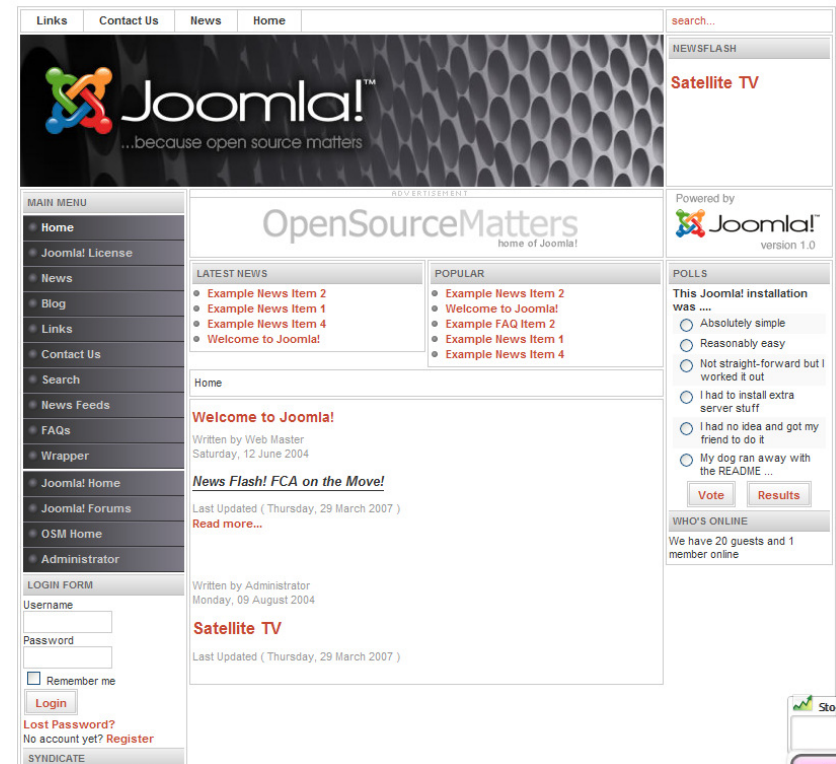 Links Contact Us News Home
search...
Joomla!™
...because open source matters
NEWSFLASH
Satellite TV
MAIN MENU
Home
Joomla! License
News
Blog
Links
Contact Us
Search
News Feeds
FAQs
Wrapper
Joomla! Home
Joomla! Forums
OSM Home
Administrator
LOGIN FORM
Username
Password
Remember me
Login
Lost Password?
No account yet? Register
SYNDICATE
ADVERTISEMENT
OpenSourceMatters
home of Joomla!
LATEST NEWS
Example News Item 2
Example News Item 1
Example News Item 4
Welcome to Joomla!
POPULAR
Example News Item 2
Welcome to Joomla!
Example FAQ Item 2
Example News Item 1
Example News Item 4
Home
Welcome to Joomla!
Written by Web Master
Saturday, 12 June 2004
News Flash! FCA on the Move!
Last Updated ( Thursday, 29 March 2007 )
Read more...
Written by Administrator
Monday, 09 August 2004
Satellite TV
Last Updated ( Thursday, 29 March 2007 )
Powered by
Joomla!™
version 1.0
POLLS
This Joomla! installation
was ....
Absolutely simple
Reasonably easy
Not straight-forward but I
worked it out
I had to install extra
server stuff
I had no idea and got my
friend to do it
My dog ran away with
the README ...
Vote Results
WHO'S ONLINE
We have 20 guests and 1
member online
Sto